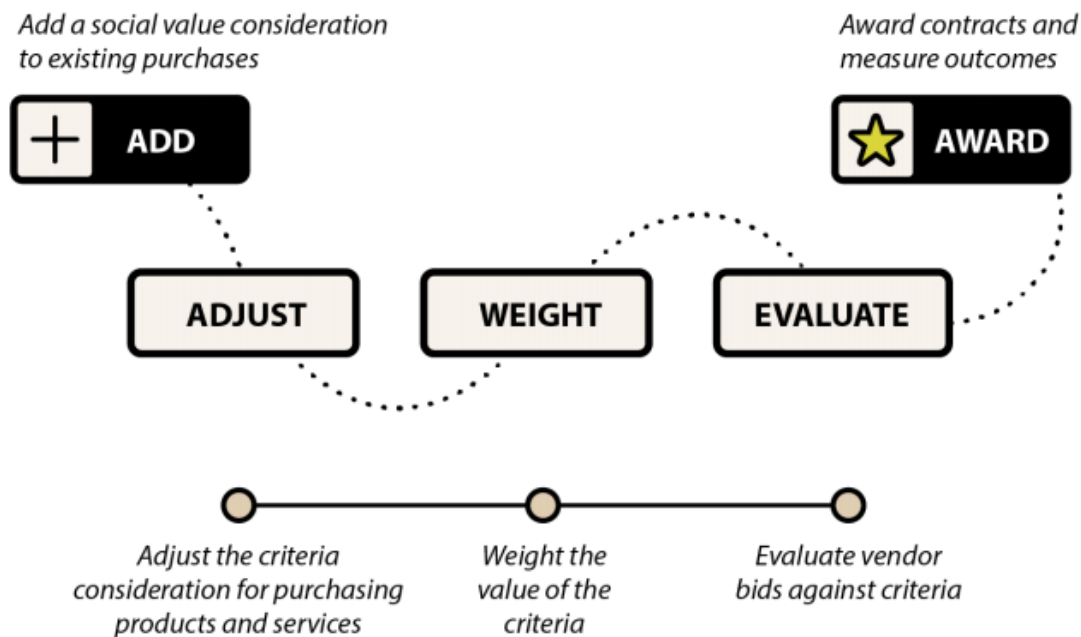 Add a social value consideration
to existing purchases
ADD
Award contracts and
measure outcomes
AWARD
ADJUST
WEIGHT
EVALUATE
Adjust the criteria
consideration for purchasing
products and services
Weight the
value of the
criteria
Evaluate vendor
bids against criteria